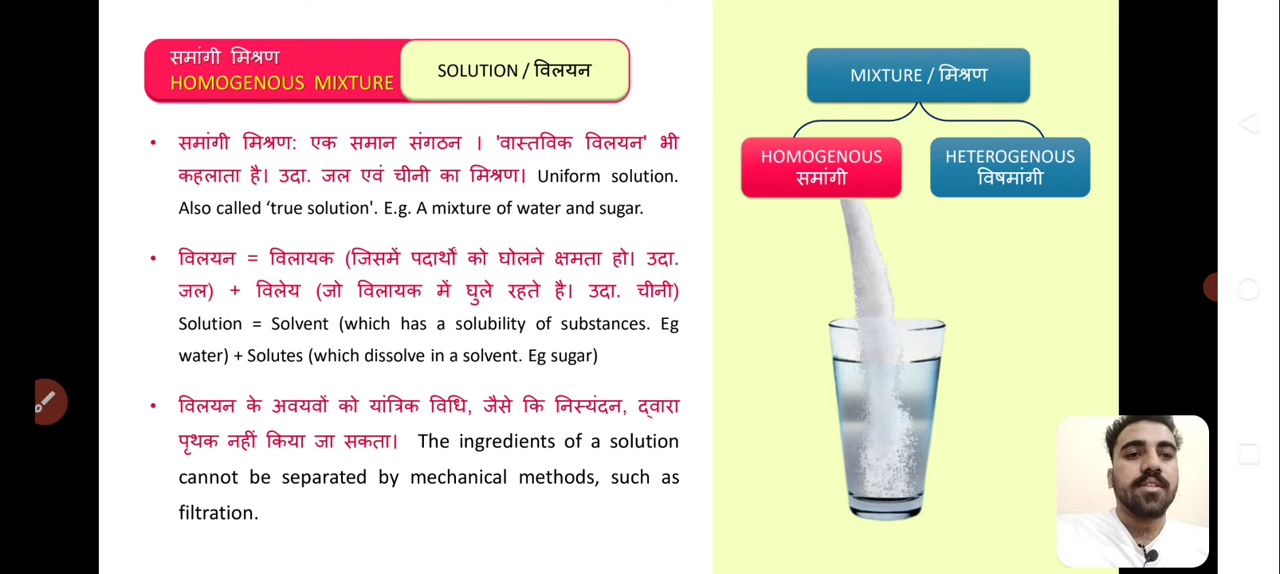 समांगी मिश्रण
HOMOGENOUS MIXTURE
SOLUTION / विलयन
• समांगी मिश्रण: एक समान संगठन । 'वास्तविक विलयन' भी
कहलाता है। उदा. जल एवं चीनी का मिश्रण। Uniform solution.
Also called ‘true solution'. E.g. A mixture of water and sugar.
• विलयन = विलायक (जिसमें पदार्थों को घोलने क्षमता हो। उदा.
जल) + विलेय (जो विलायक में घुले रहते है। उदा. चीनी)
Solution = Solvent (which has a solubility of substances. Eg
water) + Solutes (which dissolve in a solvent. Eg sugar)
• विलयन के अवयवों को यांत्रिक विधि, जैसे कि निस्यंदन, द्वारा
पृथक नहीं किया जा सकता। The ingredients of a solution
cannot be separated by mechanical methods, such as
filtration.
MIXTURE / मिश्रण
HOMOGENOUS
समांगी
HETEROGENOUS
विषमांगी